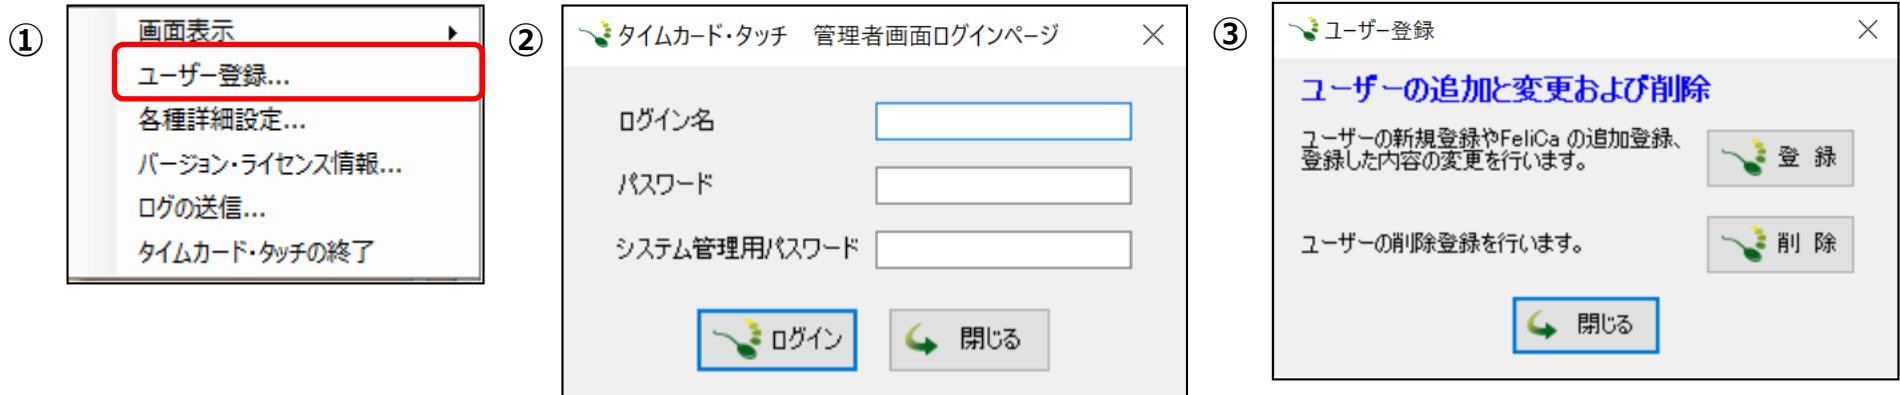 ①
画面表示
ユーザー登録...
各種詳細設定...
バージョン・ライセンス情報...
ログの送信...
タイムカード・タッチの終了
②
タイムカード・タッチ　管理者画面ログインページ
ログイン名
パスワード
システム管理用パスワード
ログイン
閉じる
③
ユーザー登録
ユーザーの追加と変更および削除
ユーザーの新規登録やFeliCa の追加登録、
登録した内容の変更を行います。
登 録
ユーザーの削除登録を行います。
削 除
閉じる